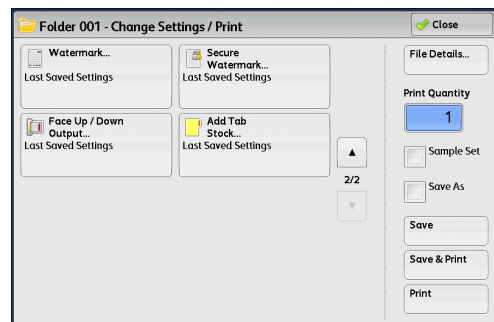 Folder 001 - Change Settings / Print
Close
Watermark...
Last Saved Settings
Secure
Watermark...
Last Saved Settings
Face Up / Down
Output...
Last Saved Settings
Add Tab
Stock...
Last Saved Settings
2/2
File Details...
Print Quantity
1
Sample Set
Save As
Save
Save & Print
Print